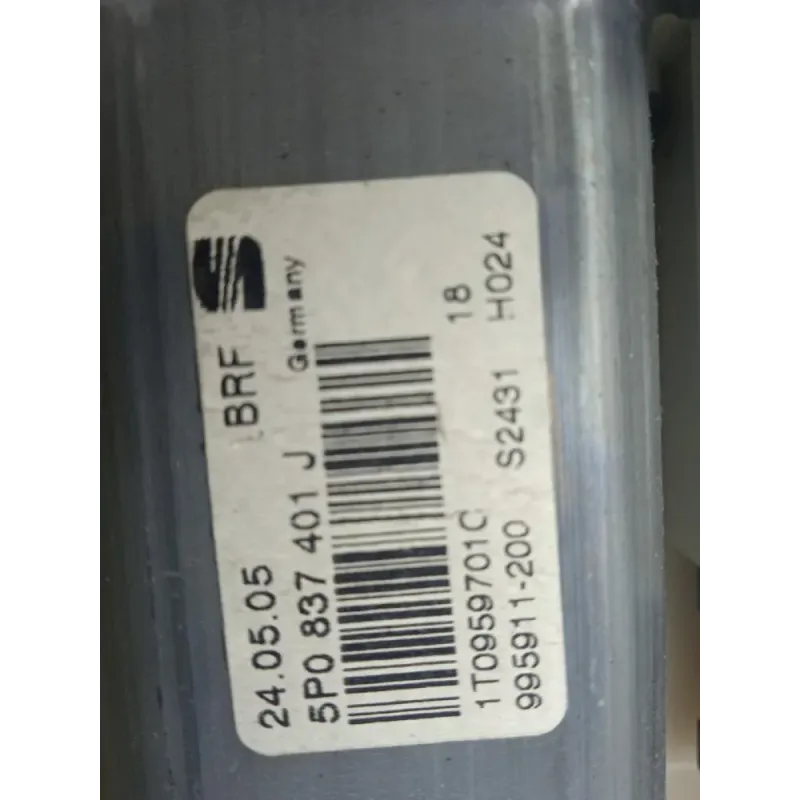 24.05.05 BRF
5P0 837 401 J Germany
1T0959701C 18
995911-200 S2431 H024